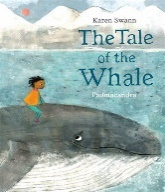 Karen Swann
The Tale
of the
Whale
Padmacandra